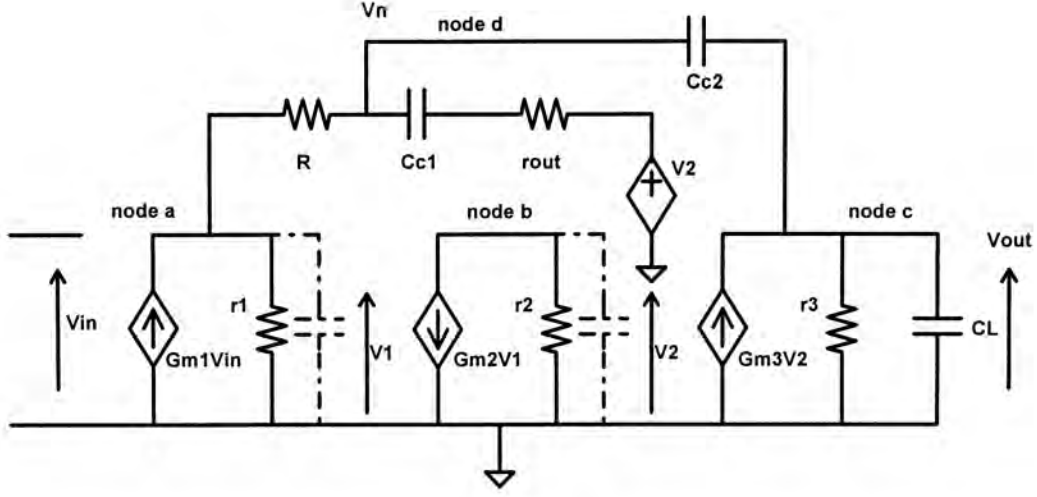 Vn
node d
Cc2
R
Cc1
rout
V2
node a
node b
node c
Vin
Gm1Vin
r1
V1
Gm2V1
r2
V2
Gm3V2
r3
CL
Vout